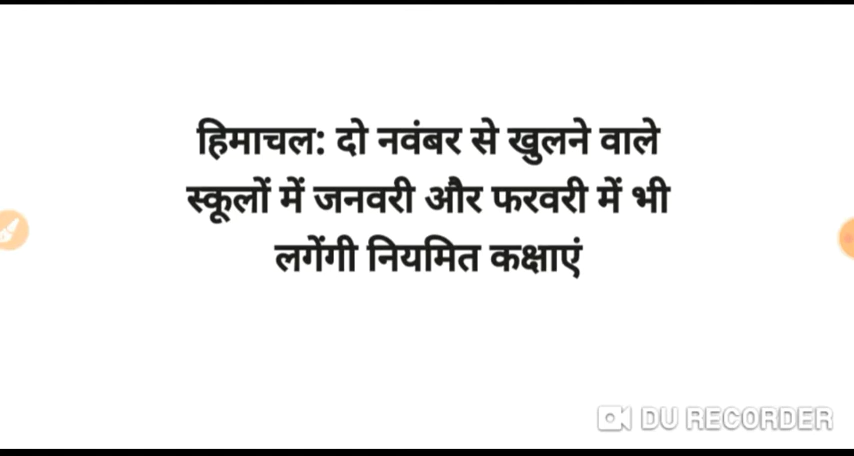 हिमाचल: दो नवंबर से खुलने वाले
स्कूलों में जनवरी और फरवरी में भी
लगेंगी नियमित कक्षाएं
DU RECORDER